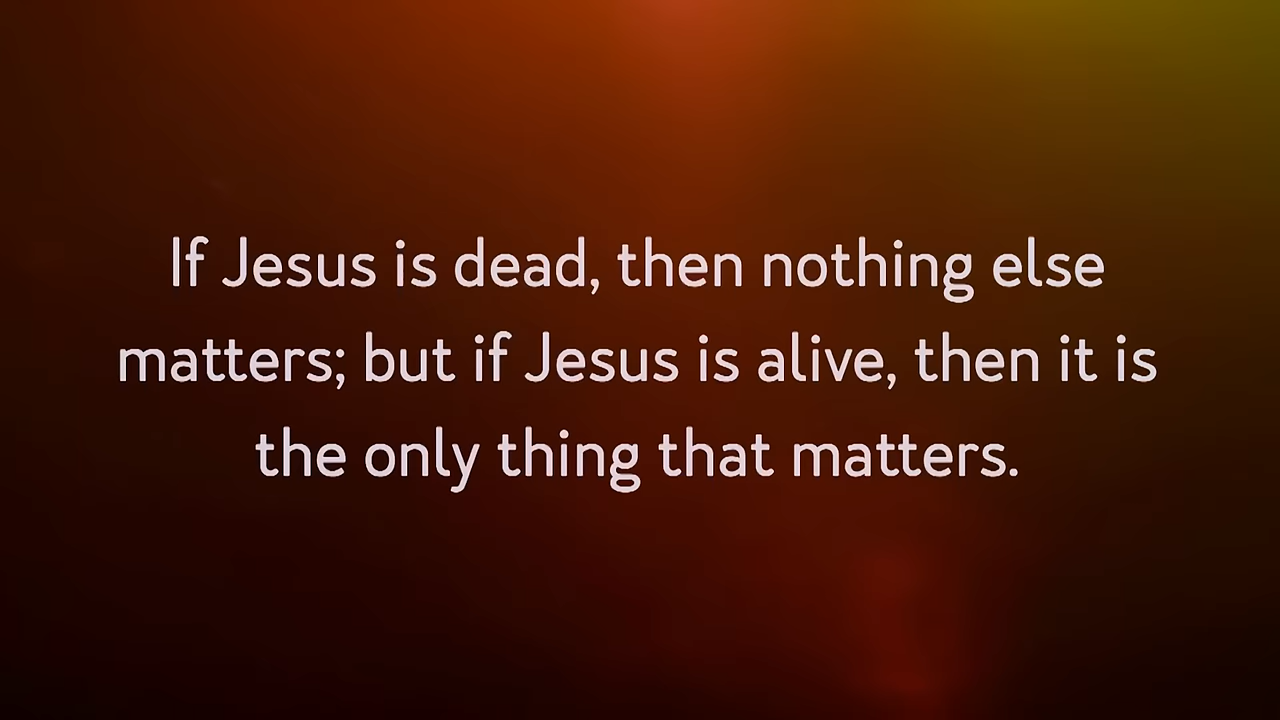 If Jesus is dead, then nothing else
matters; but if Jesus is alive, then it is
the only thing that matters.